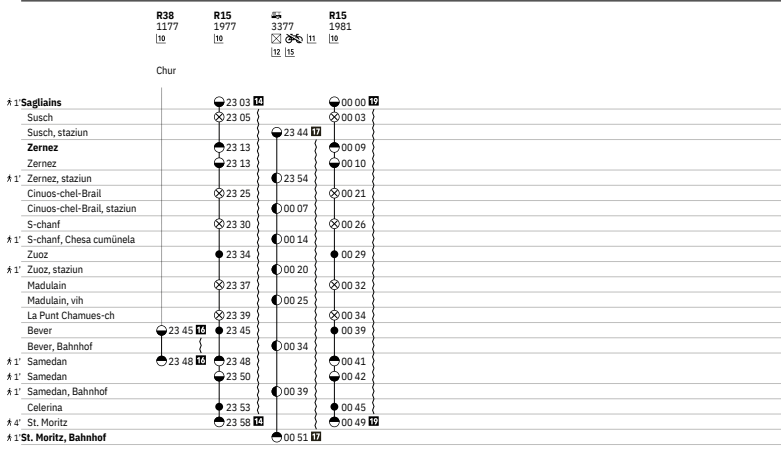 R38 R15 R15
1177 1977 3377 1981
10 10 11 10
12 15
Chur
1' Sagliains 23 03 14 00 00 19
Susch 23 05 00 03
Susch, staziun 23 44 17
Zernez 23 13 00 09
Zernez 23 13 00 10
1' Zernez, staziun 23 54
Cinuos-chel-Brail 23 25 00 21
Cinuos-chel-Brail, staziun 00 07
S-chanf 23 30 00 26
1' S-chanf, Chesa cumünela 00 14
Zuoz 23 34 00 29
1' Zuoz, staziun 00 20
Madulain 23 37 00 32
Madulain, vih 00 25
La Punt Chamues-ch 23 39 00 34
Bever 23 45 16 23 45 00 39
Bever, Bahnhof 00 34
1' Samedan 23 48 16 23 48 00 41
1' Samedan 23 50 00 42
1' Samedan, Bahnhof 00 39
Celerina 23 53 00 45
4' St. Moritz 23 58 14 00 49 19
1' St. Moritz, Bahnhof 00 51 17